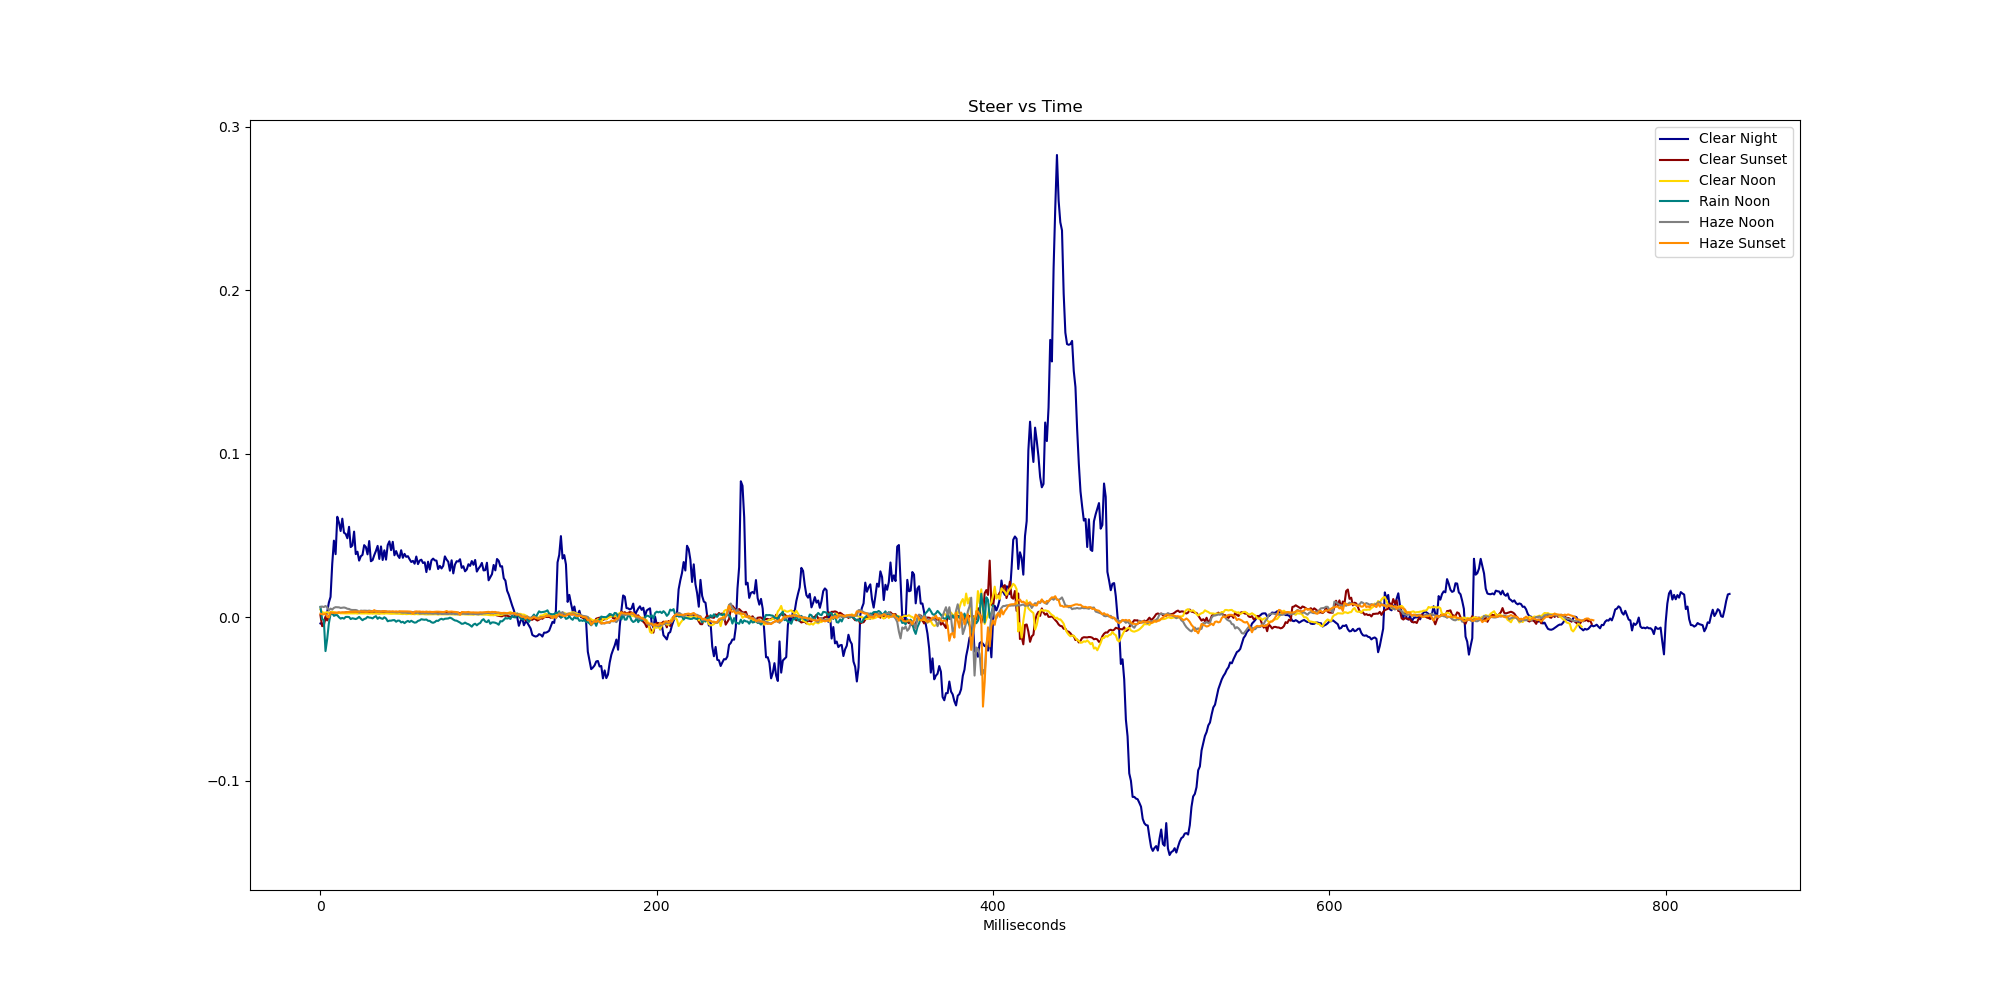 Steer vs Time
0.3
0.2
0.1
0.0
−0.1
Clear Night
Clear Sunset
Clear Noon
Rain Noon
Haze Noon
Haze Sunset
0
200
400
600
800
Milliseconds